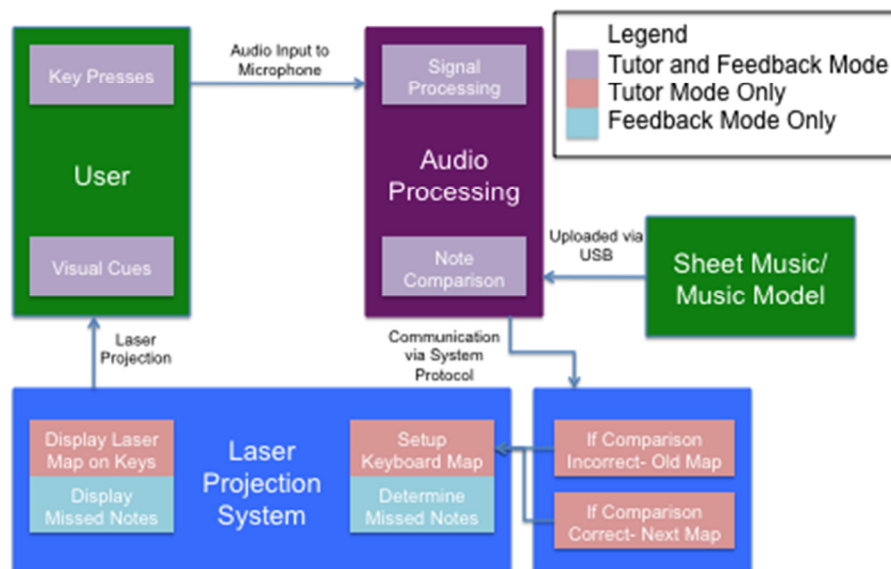 Key Presses
User
Visual Cues
Audio Input to
Microphone
Signal
Processing
Audio
Processing
Note
Comparison
Legend
Tutor and Feedback Mode
Tutor Mode Only
Feedback Mode Only
Uploaded via
USB
Sheet Music/
Music Model
Laser
Projection
Communication
via System
Protocol
Display Laser
Map on Keys
Display
Missed Notes
Laser
Projection
System
Setup
Keyboard Map
Determine
Missed Notes
If Comparison
Incorrect- Old Map
If Comparison
Correct- Next Map